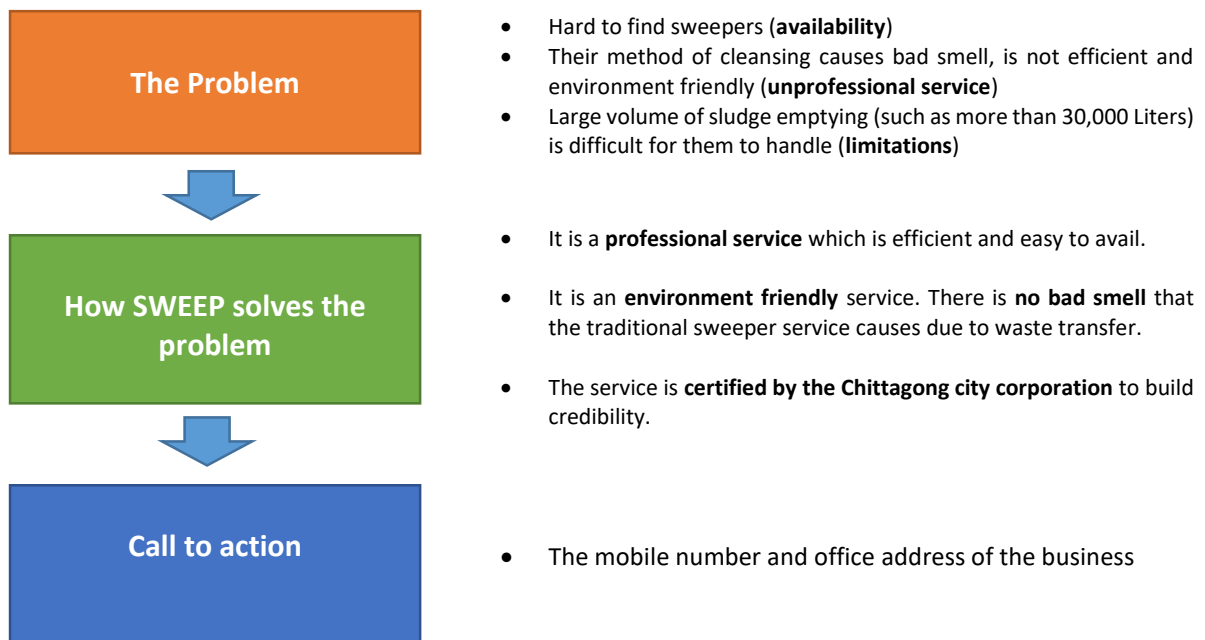 The Problem
• Hard to find sweepers (availability)
• Their method of cleansing causes bad smell, is not efficient and
environment friendly (unprofessional service)
• Large volume of sludge emptying (such as more than 30,000 Liters)
is difficult for them to handle (limitations)
How SWEEP solves the
problem
• It is a professional service which is efficient and easy to avail.
• It is an environment friendly service. There is no bad smell that
the traditional sweeper service causes due to waste transfer.
• The service is certified by the Chittagong city corporation to build
credibility.
Call to action
• The mobile number and office address of the business